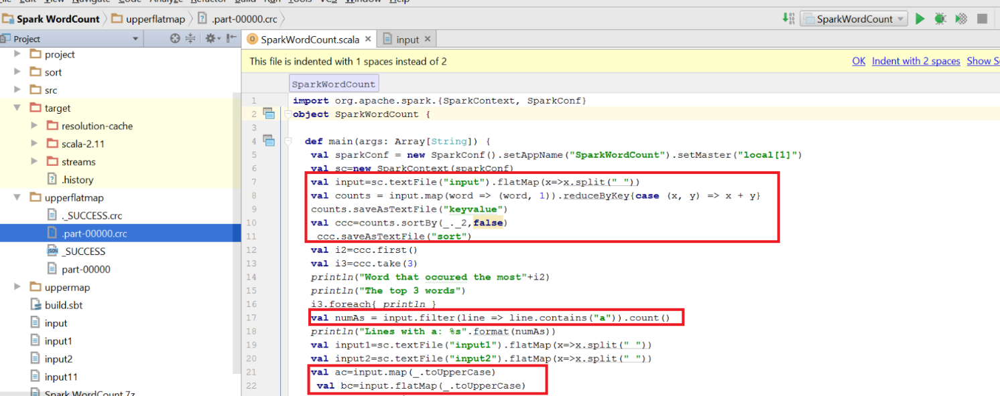 Spark WordCount upperflatmap .part-00000.crc SparkWordCount
Project SparkWordCount.scala input
project
sort
src
target
resolution-cache
scala-2.11
streams
.history
upperflatmap
._SUCCESS.crc
.part-00000.crc
_SUCCESS
part-00000
uppermap
build.sbt
input
input1
input2
input11
Spark WordCount.7z
This file is indented with 1 spaces instead of 2 OK Indent with 2 spaces Show
SparkWordCount
1 import org.apache.spark.{SparkContext, SparkConf}
2 object SparkWordCount {
3
4 def main(args: Array[String]) {
5 val sparkConf = new SparkConf().setAppName("SparkWordCount").setMaster("local[1]")
6 val sc=new SparkContext(sparkConf)
7 val input=sc.textFile("input").flatMap(x=>x.split(" "))
8 val counts = input.map(word => (word, 1)).reduceByKey{case (x, y) => x + y}
9 counts.saveAsTextFile("keyvalue")
10 val ccc=counts.sortBy(_._2,false)
11 ccc.saveAsTextFile("sort")
12 val i2=ccc.first()
13 val i3=ccc.take(3)
14 println("Word that occured the most"+i2)
15 println("The top 3 words")
16 i3.foreach{ println }
17 val numAs = input.filter(line => line.contains("a")).count()
18 println("Lines with a: %s".format(numAs))
19 val input1=sc.textFile("input1").flatMap(x=>x.split(" "))
20 val input2=sc.textFile("input2").flatMap(x=>x.split(" "))
21 val ac=input.map(_.toUpperCase)
22 val bc=input.flatMap(_.toUpperCase)